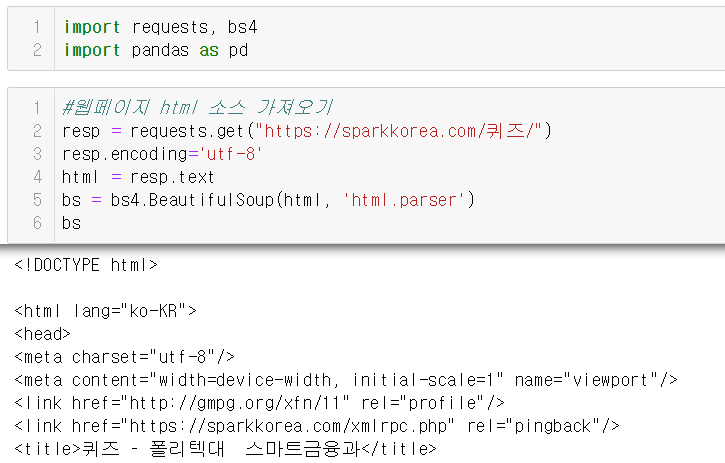 1 import requests, bs4
2 import pandas as pd
1 #웹페이지 html 소스 가져오기
2 resp = requests.get("https://sparkkorea.com/퀴즈/")
3 resp.encoding='utf-8'
4 html = resp.text
5 bs = bs4.BeautifulSoup(html, 'html.parser')
6 bs
<!DOCTYPE html>
<html lang="ko-KR">
<head>
<meta charset="utf-8"/>
<meta content="width=device-width, initial-scale=1" name="viewport"/>
<link href="http://gmpg.org/xfn/11" rel="profile"/>
<link href="https://sparkkorea.com/xmlrpc.php" rel="pingback"/>
<title>퀴즈 - 폴리텍대  스마트금융과</title>